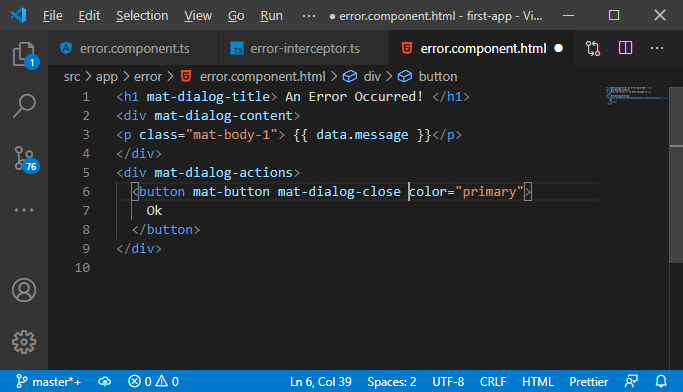 File Edit Selection View Go Run ··· ● error.component.html - first-app - Vi...
error.component.ts error-interceptor.ts error.component.html ● ···
src > app > error > error.component.html > div > button
1 <h1 mat-dialog-title> An Error Occurred! </h1>
2 <div mat-dialog-content>
3 <p class="mat-body-1"> {{ data.message }}</p>
4 </div>
5 <div mat-dialog-actions>
6 <button mat-button mat-dialog-close color="primary">
7 Ok
8 </button>
9 </div>
10
1
76
master*+ 0 0 Ln 6, Col 39 Spaces: 2 UTF-8 CRLF HTML Prettier